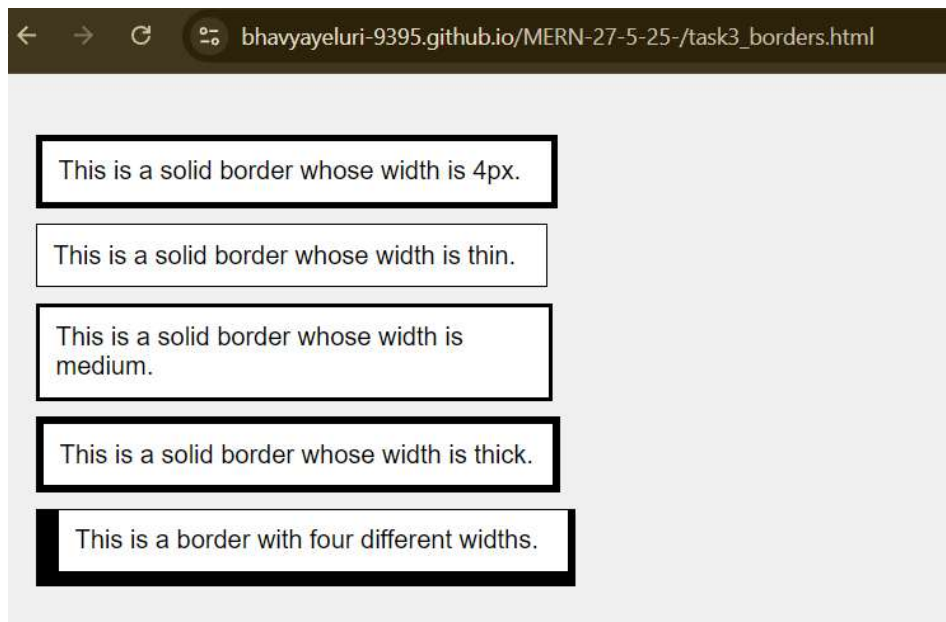 bhavyayeluri-9395.github.io/MERN-27-5-25-/task3_borders.html
This is a solid border whose width is 4px.
This is a solid border whose width is thin.
This is a solid border whose width is
medium.
This is a solid border whose width is thick.
This is a border with four different widths.